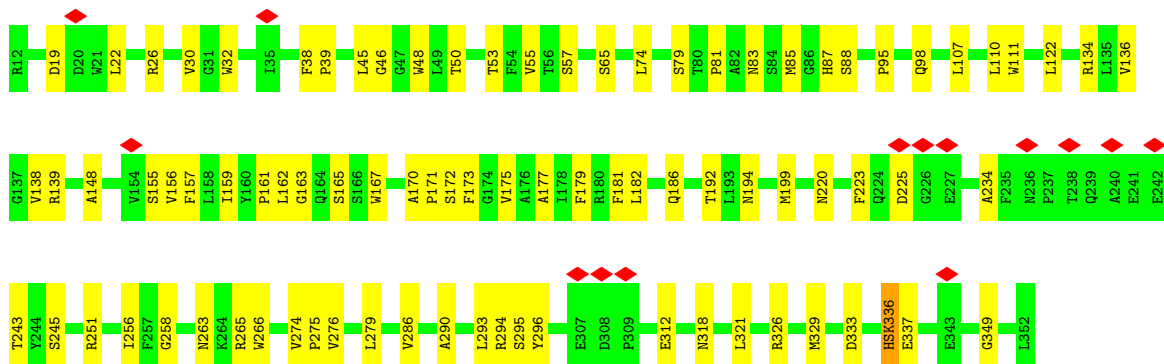 R12 D19 D20 W21 L22 R26 V30 G31 W32 I35 F38 P39 L45 G46 G47 W48 L49 T50 T53 F54 V55 T56 S57 S65 L74 S79 T80 P81 A82 N83 S84 M85 G86 H87 S88 P95 Q98 L107 L110 W111 L122 R134 L135 V136
G137 V138 R139 A148 V154 S155 V156 F157 L158 I159 Y160 P161 L162 G163 Q164 S165 S166 W167 A170 P171 S172 F173 G174 V175 A176 A177 I178 F179 R180 F181 L182 Q186 T192 L193 N194 M199 N220 F223 Q224 D225 G226 E227 A234 F235 N236 P237 T238 Q239 A240 E241 E242
T243 Y244 S245 R251 I256 F257 G258 N263 K264 R265 W266 V274 P275 V276 L279 V286 A290 L293 R294 S295 Y296 E307 D308 P309 E312 N318 L321 R326 M329 D333 HSK336 E337 E343 G349 L352